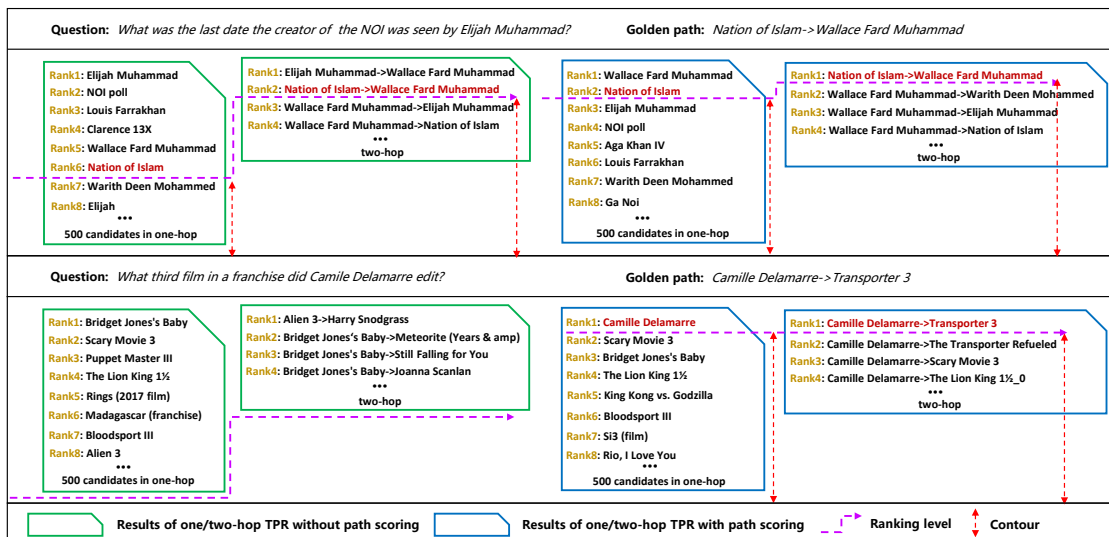 Question: What was the last date the creator of the NOI was seen by Elijah Muhammad?
Golden path: Nation of Islam->Wallace Fard Muhammad
Rank1: Elijah Muhammad
Rank2: NOI poll
Rank3: Louis Farrakhan
Rank4: Clarence 13X
Rank5: Wallace Fard Muhammad
Rank6: Nation of Islam
Rank7: Warith Deen Mohammed
Rank8: Elijah
•••
500 candidates in one-hop
Rank1: Elijah Muhammad->Wallace Fard Muhammad
Rank2: Nation of Islam->Wallace Fard Muhammad
Rank3: Wallace Fard Muhammad->Elijah Muhammad
Rank4: Wallace Fard Muhammad->Nation of Islam
•••
two-hop
Rank1: Wallace Fard Muhammad
Rank2: Nation of Islam
Rank3: Elijah Muhammad
Rank4: NOI poll
Rank5: Aga Khan IV
Rank6: Louis Farrakhan
Rank7: Warith Deen Mohammed
Rank8: Ga Noi
•••
500 candidates in one-hop
Rank1: Nation of Islam->Wallace Fard Muhammad
Rank2: Wallace Fard Muhammad->Warith Deen Mohommed
Rank3: Wallace Fard Muhammad->Elijah Muhammad
Rank4: Wallace Fard Muhammad->Nation of Islam
•••
two-hop
Question: What third film in a franchise did Camile Delamarre edit?
Golden path: Camille Delamarre->Transporter 3
Rank1: Bridget Jones's Baby
Rank2: Scary Movie 3
Rank3: Puppet Master III
Rank4: The Lion King 1½
Rank5: Rings (2017 film)
Rank6: Madagascar (franchise)
Rank7: Bloodsport III
Rank8: Alien 3
•••
500 candidates in one-hop
Rank1: Alien 3->Harry Snodgrass
Rank2: Bridget Jones‘s Baby->Meteorite (Years & amp)
Rank3: Bridget Jones's Baby->Still Falling for You
Rank4: Bridget Jones's Baby->Joanna Scanlan
•••
two-hop
Rank1: Camille Delamarre
Rank2: Scary Movie 3
Rank3: Bridget Jones's Baby
Rank4: The Lion King 1½
Rank5: King Kong vs. Godzilla
Rank6: Bloodsport III
Rank7: Si3 (film)
Rank8: Rio, I Love You
•••
500 candidates in one-hop
Rank1: Camille Delamarre->Transporter 3
Rank2: Camille Delamarre->The Transporter Refueled
Rank3: Camille Delamarre->Scary Movie 3
Rank4: Camille Delamarre->The Lion King 1½_0
•••
two-hop
Results of one/two-hop TPR without path scoring
Results of one/two-hop TPR with path scoring
Ranking level
Contour